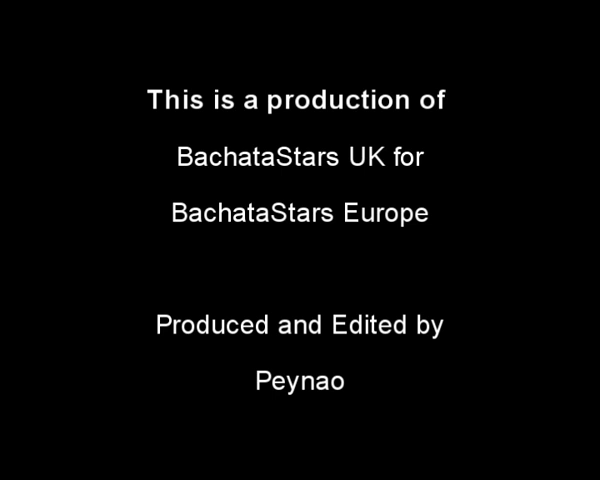 This is a production of
BachataStars UK for
BachataStars Europe
Produced and Edited by
Peynao